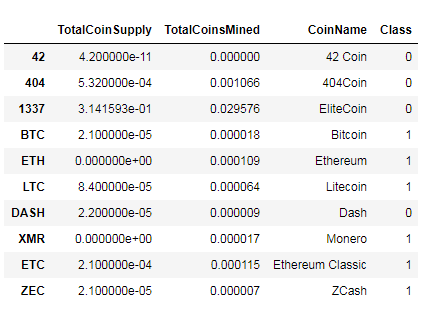 TotalCoinSupply TotalCoinsMined CoinName Class
42 4.200000e-11 0.000000 42 Coin 0
404 5.320000e-04 0.001066 404Coin 0
1337 3.141593e-01 0.029576 EliteCoin 0
BTC 2.100000e-05 0.000018 Bitcoin 1
ETH 0.000000e+00 0.000109 Ethereum 1
LTC 8.400000e-05 0.000064 Litecoin 1
DASH 2.200000e-05 0.000009 Dash 0
XMR 0.000000e+00 0.000017 Monero 1
ETC 2.100000e-04 0.000115 Ethereum Classic 1
ZEC 2.100000e-05 0.000007 ZCash 1